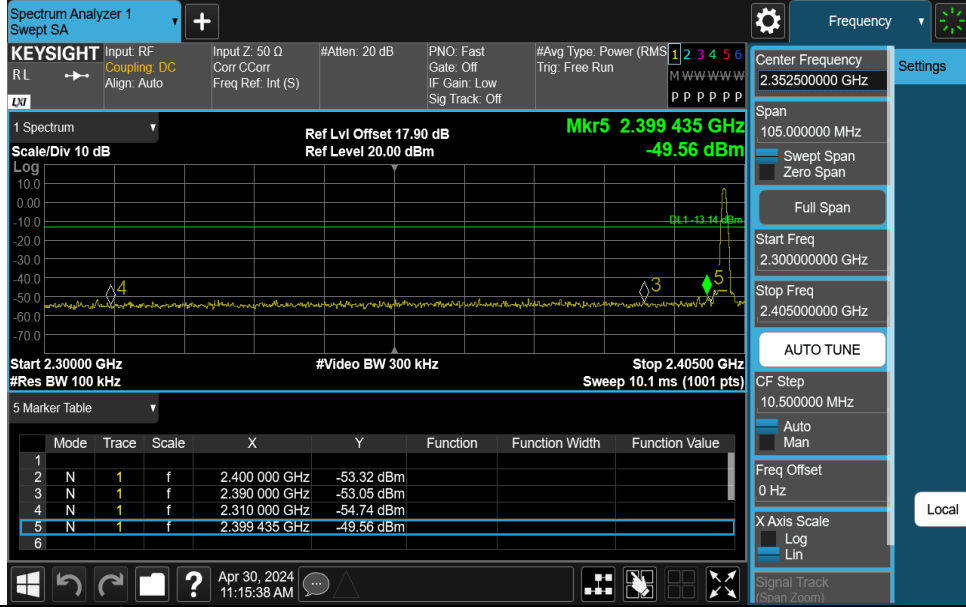 Spectrum Analyzer 1
Swept SA
+
Frequency
KEYSIGHT
RL
LXI
Input: RF
Coupling: DC
Align: Auto
Input Z: 50 Ω
Corr CCorr
Freq Ref: Int (S)
#Atten: 20 dB
PNO: Fast
Gate: Off
IF Gain: Low
Sig Track: Off
#Avg Type: Power (RMS
Trig: Free Run
1 2 3 4 5 6
M W W W W W
P P P P P P
1 Spectrum
Scale/Div 10 dB
Ref Lvl Offset 17.90 dB
Ref Level 20.00 dBm
Mkr5 2.399 435 GHz
-49.56 dBm
Log
10.0
0.00
-10.0
-20.0
-30.0
-40.0
-50.0
-60.0
-70.0
DL1 -13.14 dBm
4
3
5
Start 2.30000 GHz
#Video BW 300 kHz
Stop 2.40500 GHz
#Res BW 100 kHz
Sweep 10.1 ms (1001 pts)
5 Marker Table
Mode Trace Scale X Y Function Function Width Function Value
1
2 N 1 f 2.400 000 GHz -53.32 dBm
3 N 1 f 2.390 000 GHz -53.05 dBm
4 N 1 f 2.310 000 GHz -54.74 dBm
5 N 1 f 2.399 435 GHz -49.56 dBm
6
?
Apr 30, 2024
11:15:38 AM
Center Frequency
2.352500000 GHz
Span
105.000000 MHz
Swept Span
Zero Span
Full Span
Start Freq
2.300000000 GHz
Stop Freq
2.405000000 GHz
AUTO TUNE
CF Step
10.500000 MHz
Auto
Man
Freq Offset
0 Hz
X Axis Scale
Log
Lin
Signal Track
(Span Zoom)
Settings
Local